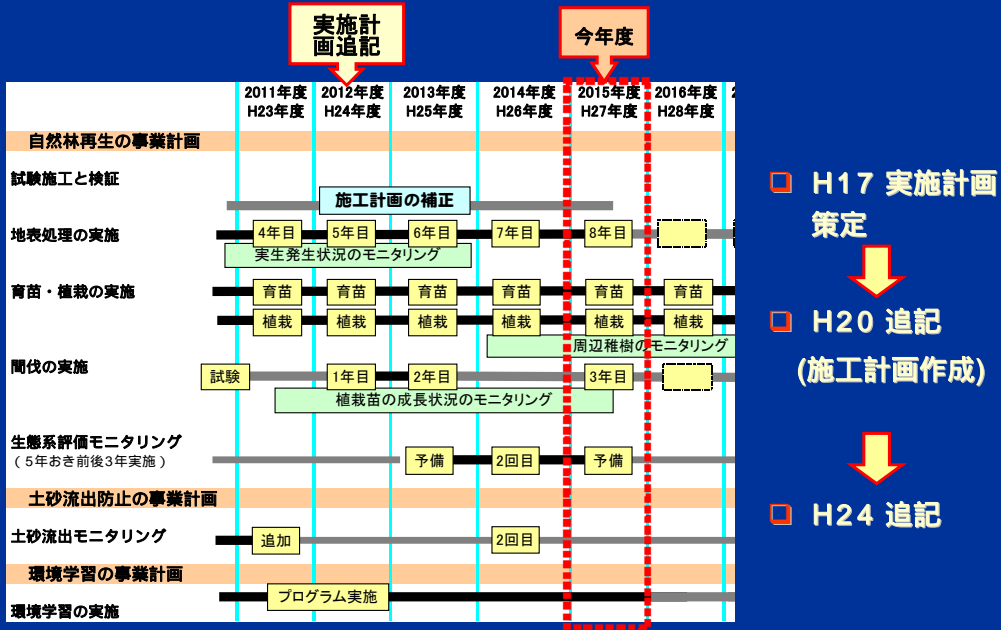 実施計
画追記
今年度
2011年度 2012年度 2013年度 2014年度 2015年度 2016年度
H23年度 H24年度 H25年度 H26年度 H27年度 H28年度
自然林再生の事業計画
試験施工と検証
施工計画の補正
地表処理の実施 4年目 5年目 6年目 7年目 8年目
実生発生状況のモニタリング
育苗・植栽の実施 育苗 育苗 育苗 育苗 育苗 育苗
植栽 植栽 植栽 植栽 植栽 植栽
周辺稚樹のモニタリング
間伐の実施
試験 1年目 2年目 3年目
植栽苗の成長状況のモニタリング
生態系評価モニタリング
(5年おき前後3年実施) 予備 2回目 予備
土砂流出防止の事業計画
土砂流出モニタリング 追加 2回目
環境学習の事業計画
プログラム実施
環境学習の実施
H17 実施計画
策定
H20 追記
(施工計画作成)
H24 追記